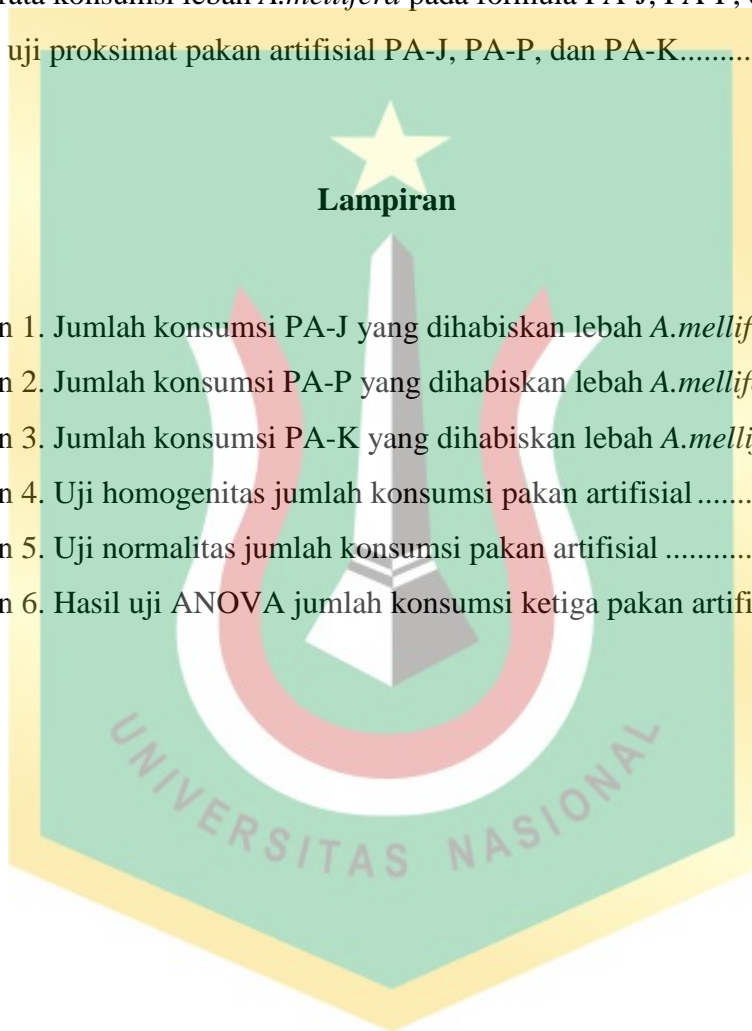 rata konsumsi lebah A.mellifera pada formula PA-J, PA-P,
uji proksimat pakan artifisial PA-J, PA-P, dan PA-K.........
Lampiran
n 1. Jumlah konsumsi PA-J yang dihabiskan lebah A.mellif
n 2. Jumlah konsumsi PA-P yang dihabiskan lebah A.mellif
n 3. Jumlah konsumsi PA-K yang dihabiskan lebah A.melli
n 4. Uji homogenitas jumlah konsumsi pakan artifisial .......
n 5. Uji normalitas jumlah konsumsi pakan artifisial ...........
n 6. Hasil uji ANOVA jumlah konsumsi ketiga pakan artifi
UNIVERSITAS NASIONAL